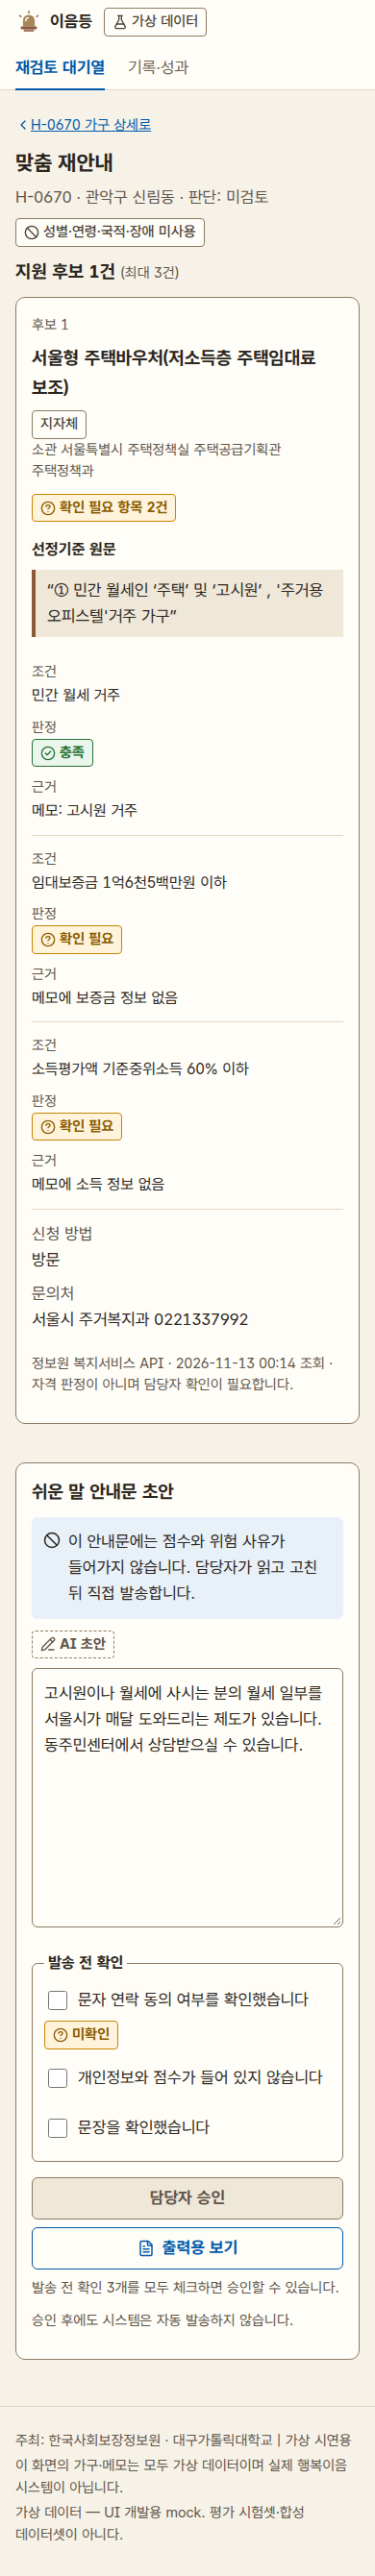 이음등 가상 데이터
재검토 대기열 기록·성과
H-0670 가구 상세로
맞춤 재안내
H-0670 · 관악구 신림동 · 판단: 미검토
성별·연령·국적·장애 미사용
지원 후보 1건 (최대 3건)
후보 1
서울형 주택바우처(저소득층 주택임대료
보조)
지자체
소관 서울특별시 주택정책실 주택공급기획관
주택정책과
확인 필요 항목 2건
선정기준 원문
“① 민간 월세인 ‘주택’ 및 ‘고시원’ , '주거용
오피스텔'거주 가구”
조건
민간 월세 거주
판정
충족
근거
메모: 고시원 거주
조건
임대보증금 1억6천5백만원 이하
판정
확인 필요
근거
메모에 보증금 정보 없음
조건
소득평가액 기준중위소득 60% 이하
판정
확인 필요
근거
메모에 소득 정보 없음
신청 방법
방문
문의처
서울시 주거복지과 0221337992
정보원 복지서비스 API · 2026-11-13 00:14 조회 ·
자격 판정이 아니며 담당자 확인이 필요합니다.
쉬운 말 안내문 초안
이 안내문에는 점수와 위험 사유가
들어가지 않습니다. 담당자가 읽고 고친
뒤 직접 발송합니다.
AI 초안
고시원이나 월세에 사시는 분의 월세 일부를
서울시가 매달 도와드리는 제도가 있습니다.
동주민센터에서 상담받으실 수 있습니다.
발송 전 확인
문자 연락 동의 여부를 확인했습니다
미확인
개인정보와 점수가 들어 있지 않습니다
문장을 확인했습니다
담당자 승인
출력용 보기
발송 전 확인 3개를 모두 체크하면 승인할 수 있습니다.
승인 후에도 시스템은 자동 발송하지 않습니다.
주최: 한국사회보장정보원 · 대구가톨릭대학교 | 가상 시연용
이 화면의 가구·메모는 모두 가상 데이터이며 실제 행복이음
시스템이 아닙니다.
가상 데이터 — UI 개발용 mock. 평가 시험셋·합성
데이터셋이 아니다.